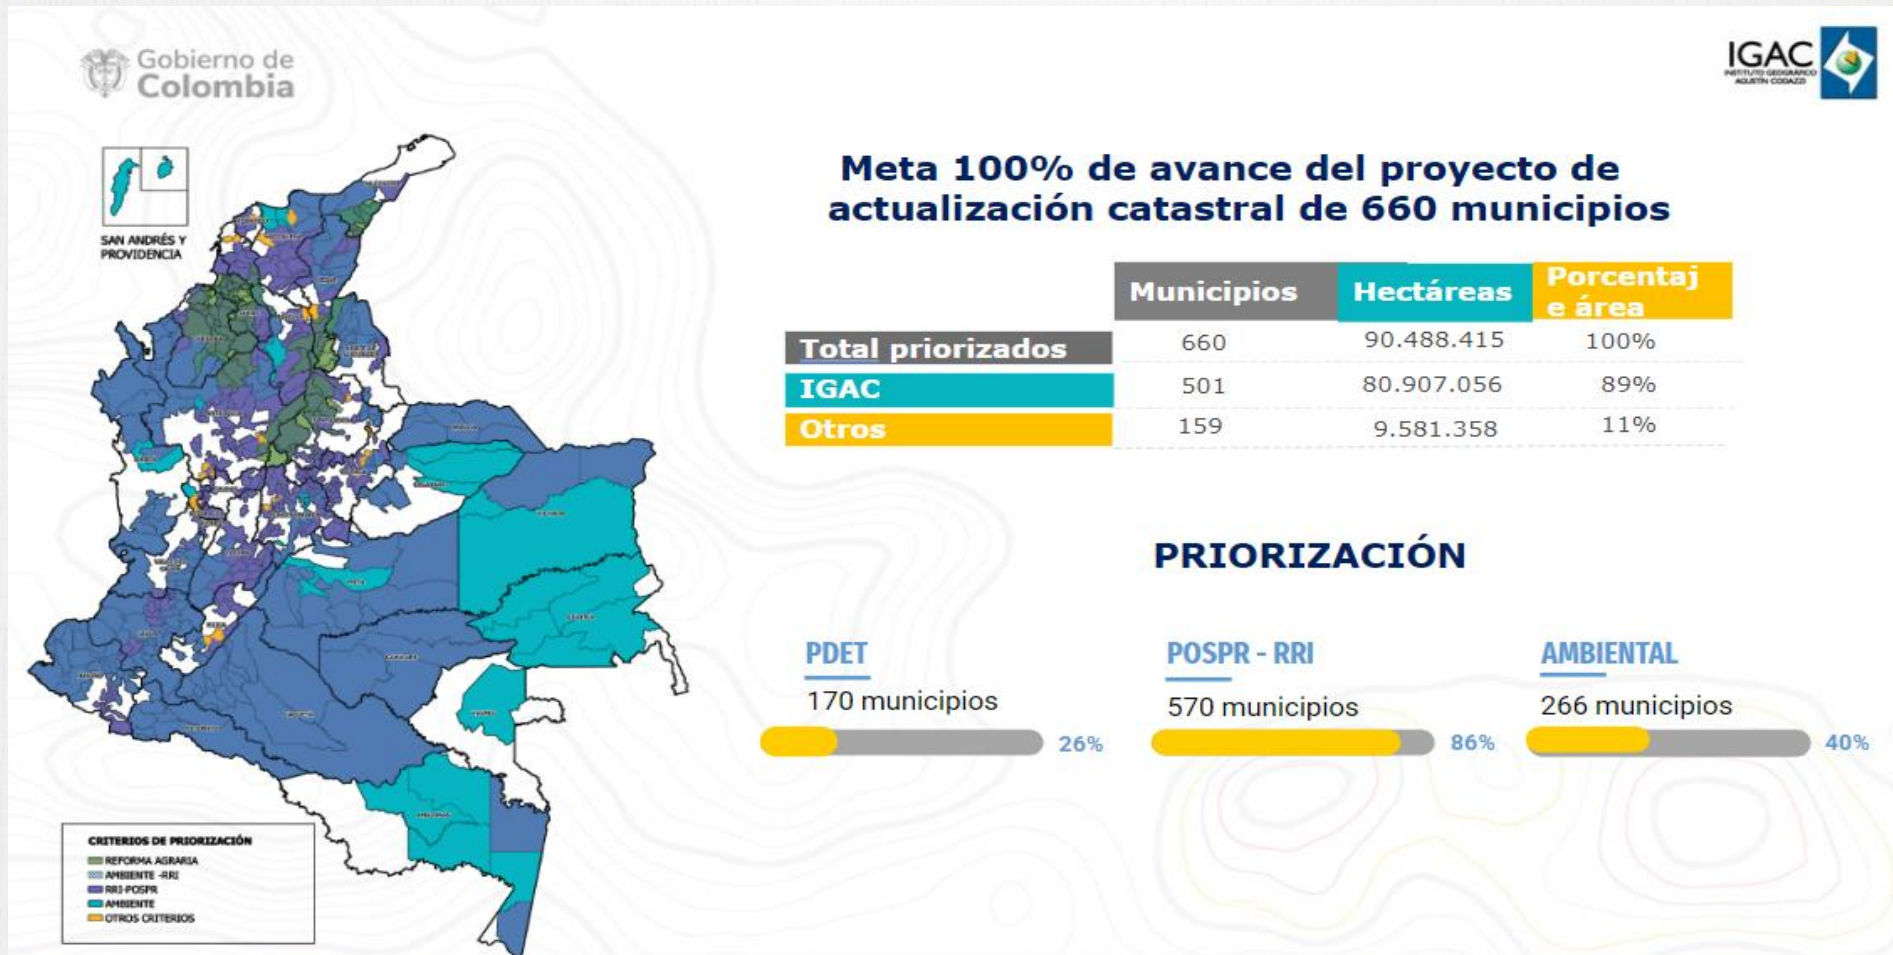 Gobierno de
Colombia
IGAC
INSTITUTO GEOGRÁFICO
AGUSTÍN CODAZZI
SAN ANDRÉS Y
PROVIDENCIA
Meta 100% de avance del proyecto de
actualización catastral de 660 municipios
Municipios Hectáreas Porcentaj
e área
Total priorizados 660 90.488.415 100%
IGAC 501 80.907.056 89%
Otros 159 9.581.358 11%
PRIORIZACIÓN
PDET
170 municipios
26%
POSPR - RRI
570 municipios
86%
AMBIENTAL
266 municipios
40%
META
CRITERIOS DE PRIORIZACIÓN
REFORMA AGRARIA
AMBIENTE -RRI
RRI-POSPR
AMBIENTE
OTROS CRITERIOS